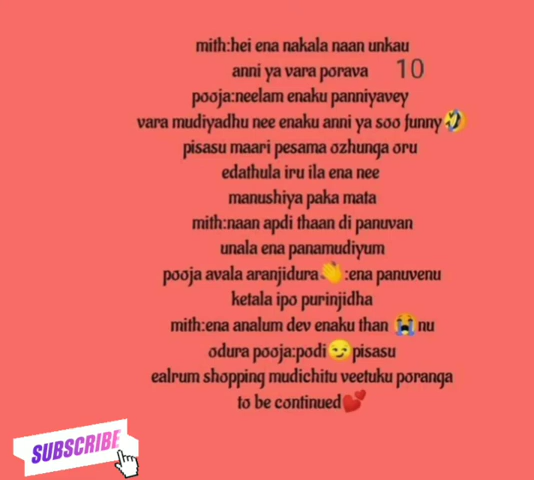 mith:hei ena nakala naan unkau
anni ya vara porava 10
pooja:neelam enaku panniyavey
vara mudiyadhu nee enaku anni ya soo funny🤣
pisasu maari pesama ozhunga oru
edathula iru ila ena nee
manushiya paka mata
mith:naan apdi thaan di panuvan
unala ena panamudiyum
pooja avala aranjidura👏:ena panuvenu
ketala ipo purinjidha
mith:ena analum dev enaku than 😭nu
odura pooja:podi😏pisasu
ealrum shopping mudichitu veetuku poranga
to be continued💕
SUBSCRIBE